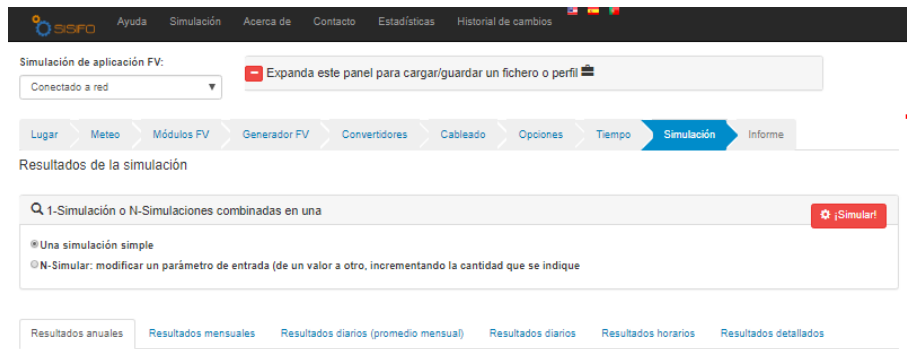 SISIFO Ayuda Simulación Acerca de Contacto Estadísticas Historial de cambios
Simulación de aplicación FV:
Conectado a red
Expanda este panel para cargar/guardar un fichero o perfil
Lugar Meteo Módulos FV Generador FV Convertidores Cableado Opciones Tiempo Simulación Informe
Resultados de la simulación
1-Simulación o N-Simulaciones combinadas en una
¡Simular!
Una simulación simple
N-Simular: modificar un parámetro de entrada (de un valor a otro, incrementando la cantidad que se indique
Resultados anuales Resultados mensuales Resultados diarios (promedio mensual) Resultados diarios Resultados horarios Resultados detallados